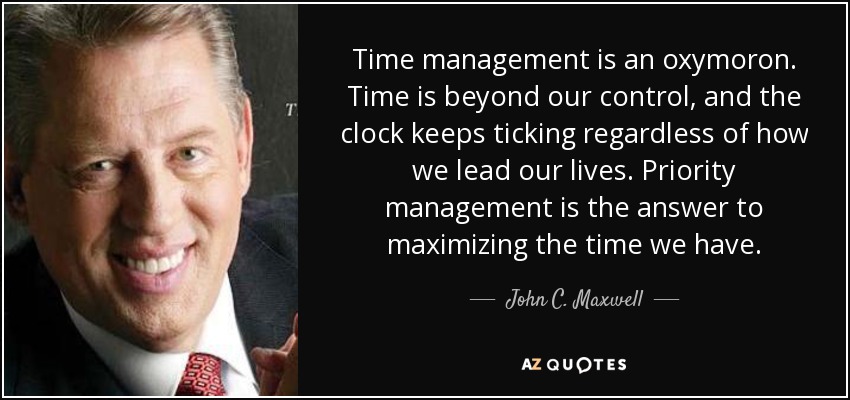 Time management is an oxymoron.
Time is beyond our control, and the
clock keeps ticking regardless of how
we lead our lives. Priority
management is the answer to
maximizing the time we have.
John C. Maxwell
AZ QUOTES
T